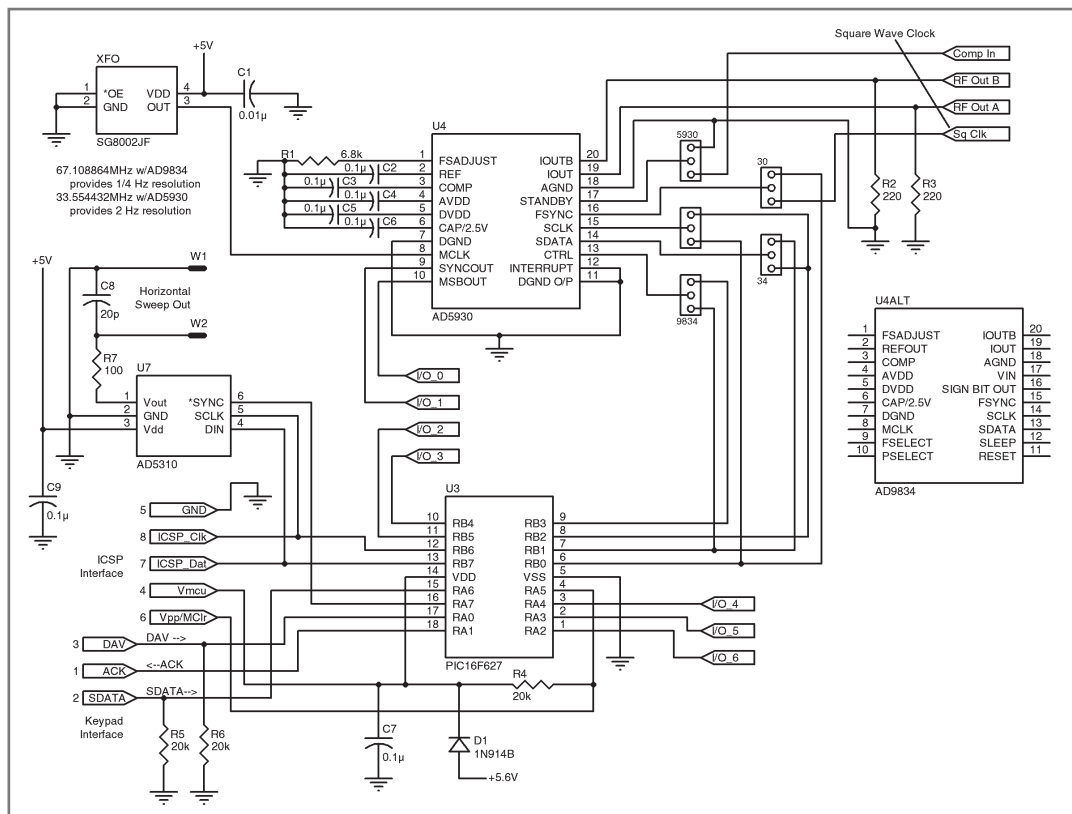 Square Wave Clock
Comp In
RF Out B
RF Out A
Sq Clk
+5V
XFO
1 *OE VDD 4
2 GND OUT 3
SG8002JF
C1
0.01µ
67.108864MHz w/AD9834
provides 1/4 Hz resolution
33.554432MHz w/AD5930
provides 2 Hz resolution
U4
R1 6.8k
0.1µ C2
0.1µ C3
0.1µ C4
0.1µ C5
0.1µ C6
1 FSADJUST IOUTB 20
2 REF IOUT 19
3 COMP AGND 18
4 AVDD STANDBY 17
5 DVDD FSYNC 16
6 CAP/2.5V SCLK 15
7 DGND SDATA 14
8 MCLK CTRL 13
9 SYNCOUT INTERRUPT 12
10 MSBOUT DGND O/P 11
AD5930
5930
30
34
9834
R2
220
R3
220
+5V
W1
C8
20p
Horizontal
Sweep Out
W2
R7
100
U7
1 Vout *SYNC 6
2 GND SCLK 5
3 Vdd DIN 4
AD5310
C9
0.1µ
I/O_0
I/O_1
I/O_2
I/O_3
U4ALT
1 FSADJUST IOUTB 20
2 REFOUT IOUT 19
3 COMP AGND 18
4 AVDD VIN 17
5 DVDD SIGN BIT OUT 16
6 CAP/2.5V FSYNC 15
7 DGND SCLK 14
8 MCLK SDATA 13
9 FSELECT SLEEP 12
10 PSELECT RESET 11
AD9834
U3
10 RB4 RB3 9
11 RB5 RB2 8
12 RB6 RB1 7
13 RB7 RB0 6
14 VDD VSS 5
15 RA6 RA5 4
16 RA7 RA4 3
17 RA0 RA3 2
18 RA1 RA2 1
PIC16F627
I/O_4
I/O_5
I/O_6
5 GND
8 ICSP_Clk
ICSP
Interface
7 ICSP_Dat
4 Vmcu
6 Vpp/MClr
3 DAV DAV -->
1 ACK <--ACK
2 SDATA SDATA-->
Keypad
Interface
R5
20k
R6
20k
R4
20k
C7
0.1µ
D1
1N914B
+5.6V